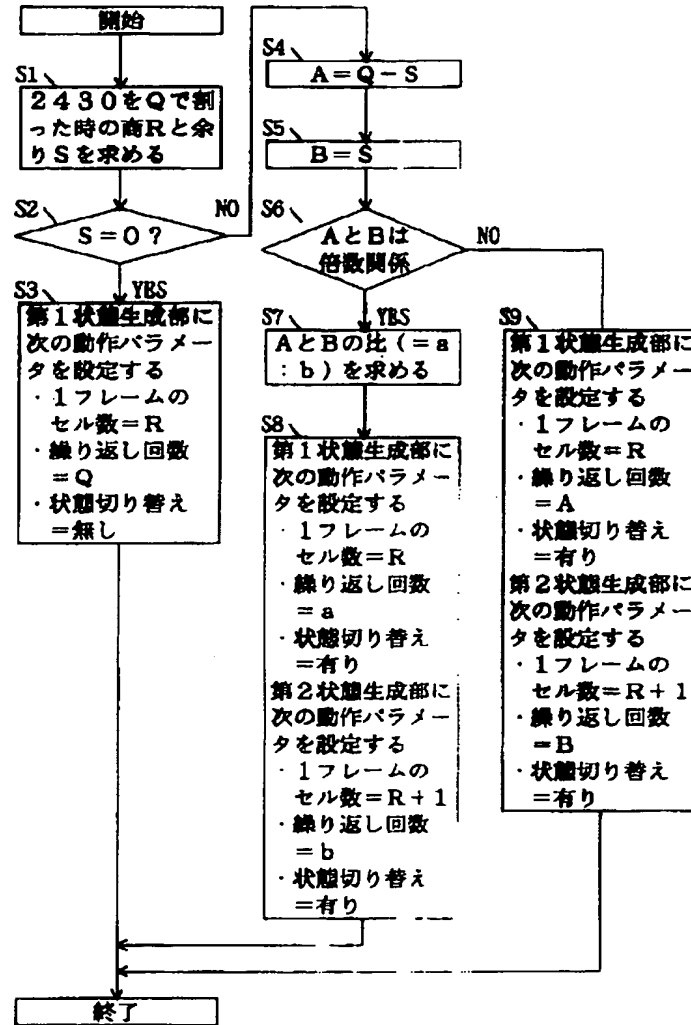 開始
S1
2430をQで割
った時の商Rと余
りSを求める
S2
S=0?
NO
YES
S3
第1状態生成部に
次の動作パラメー
タを設定する
・1フレームの
セル数=R
・繰り返し回数
=Q
・状態切り替え
=無し
S4
A=Q-S
S5
B=S
S6
AとBは
倍数関係
NO
YES
S7
AとBの比(=a
:b)を求める
S8
第1状態生成部に
次の動作パラメー
タを設定する
・1フレームの
セル数=R
・繰り返し回数
=a
・状態切り替え
=有り
第2状態生成部に
次の動作パラメー
タを設定する
・1フレームの
セル数=R+1
・繰り返し回数
=b
・状態切り替え
=有り
S9
第1状態生成部に
次の動作パラメー
タを設定する
・1フレームの
セル数=R
・繰り返し回数
=A
・状態切り替え
=有り
第2状態生成部に
次の動作パラメー
タを設定する
・1フレームの
セル数=R+1
・繰り返し回数
=B
・状態切り替え
=有り
終了